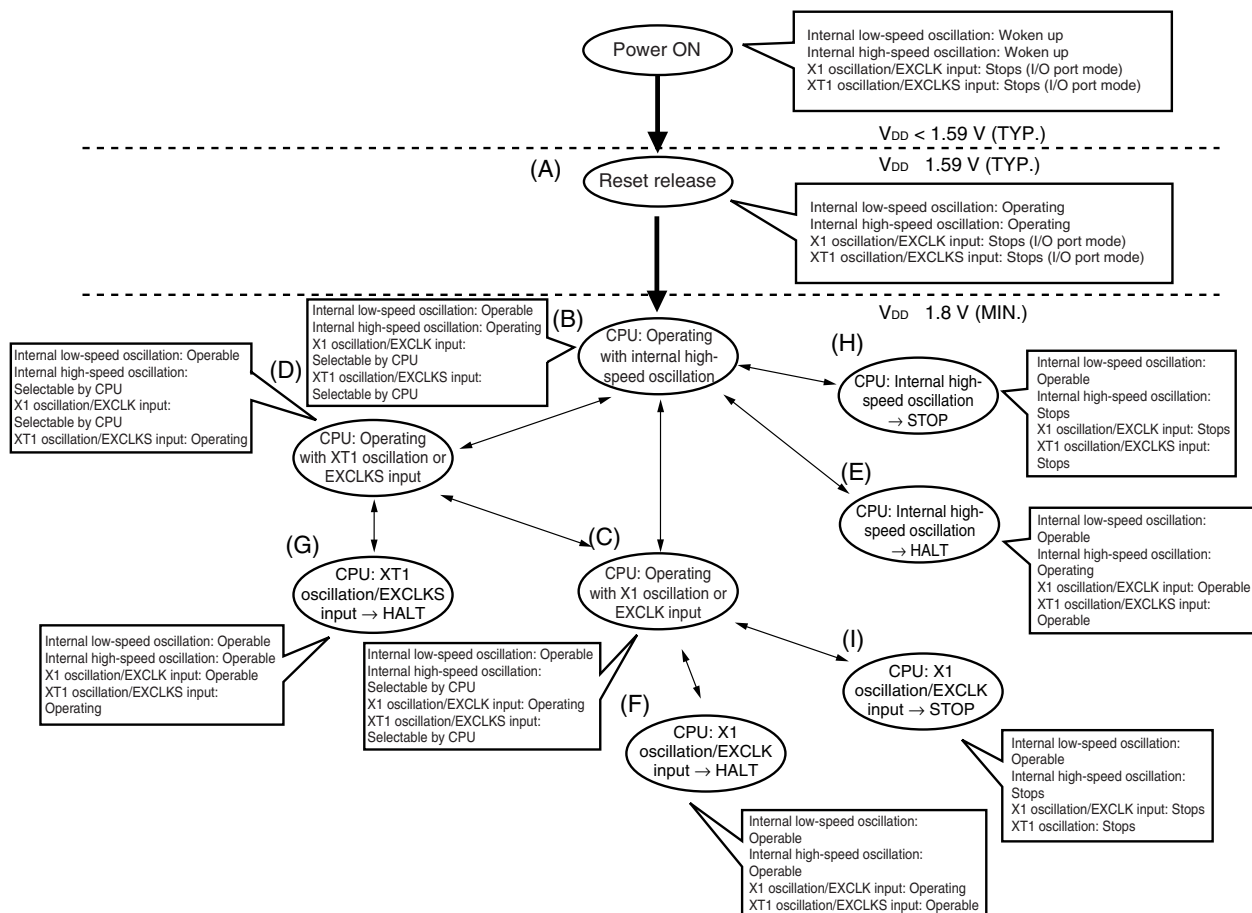 Power ON
Internal low-speed oscillation: Woken up
Internal high-speed oscillation: Woken up
X1 oscillation/EXCLK input: Stops (I/O port mode)
XT1 oscillation/EXCLKS input: Stops (I/O port mode)
VDD < 1.59 V (TYP.)
(A)
VDD 1.59 V (TYP.)
Reset release
Internal low-speed oscillation: Operating
Internal high-speed oscillation: Operating
X1 oscillation/EXCLK input: Stops (I/O port mode)
XT1 oscillation/EXCLKS input: Stops (I/O port mode)
VDD 1.8 V (MIN.)
(B)
Internal low-speed oscillation: Operable
Internal high-speed oscillation: Operating
X1 oscillation/EXCLK input:
Selectable by CPU
XT1 oscillation/EXCLKS input:
Selectable by CPU
CPU: Operating
with internal high-
speed oscillation
(D)
Internal low-speed oscillation: Operable
Internal high-speed oscillation:
Selectable by CPU
X1 oscillation/EXCLK input:
Selectable by CPU
XT1 oscillation/EXCLKS input: Operating
CPU: Operating
with XT1 oscillation or
EXCLKS input
(H)
CPU: Internal high-
speed oscillation
→ STOP
Internal low-speed oscillation:
Operable
Internal high-speed oscillation:
Stops
X1 oscillation/EXCLK input: Stops
XT1 oscillation/EXCLKS input:
Stops
(E)
CPU: Internal high-
speed oscillation
→ HALT
Internal low-speed oscillation:
Operable
Internal high-speed oscillation:
Operating
X1 oscillation/EXCLK input: Operable
XT1 oscillation/EXCLKS input:
Operable
(G)
CPU: XT1
oscillation/EXCLKS
input → HALT
Internal low-speed oscillation: Operable
Internal high-speed oscillation: Operable
X1 oscillation/EXCLK input: Operable
XT1 oscillation/EXCLKS input:
Operating
(C)
CPU: Operating
with X1 oscillation or
EXCLK input
Internal low-speed oscillation: Operable
Internal high-speed oscillation:
Selectable by CPU
X1 oscillation/EXCLK input: Operating
XT1 oscillation/EXCLKS input:
Selectable by CPU
(I)
CPU: X1
oscillation/EXCLK
input → STOP
Internal low-speed oscillation:
Operable
Internal high-speed oscillation:
Stops
X1 oscillation/EXCLK input: Stops
XT1 oscillation: Stops
(F)
CPU: X1
oscillation/EXCLK
input → HALT
Internal low-speed oscillation:
Operable
Internal high-speed oscillation:
Operable
X1 oscillation/EXCLK input: Operating
XT1 oscillation/EXCLKS input: Operable